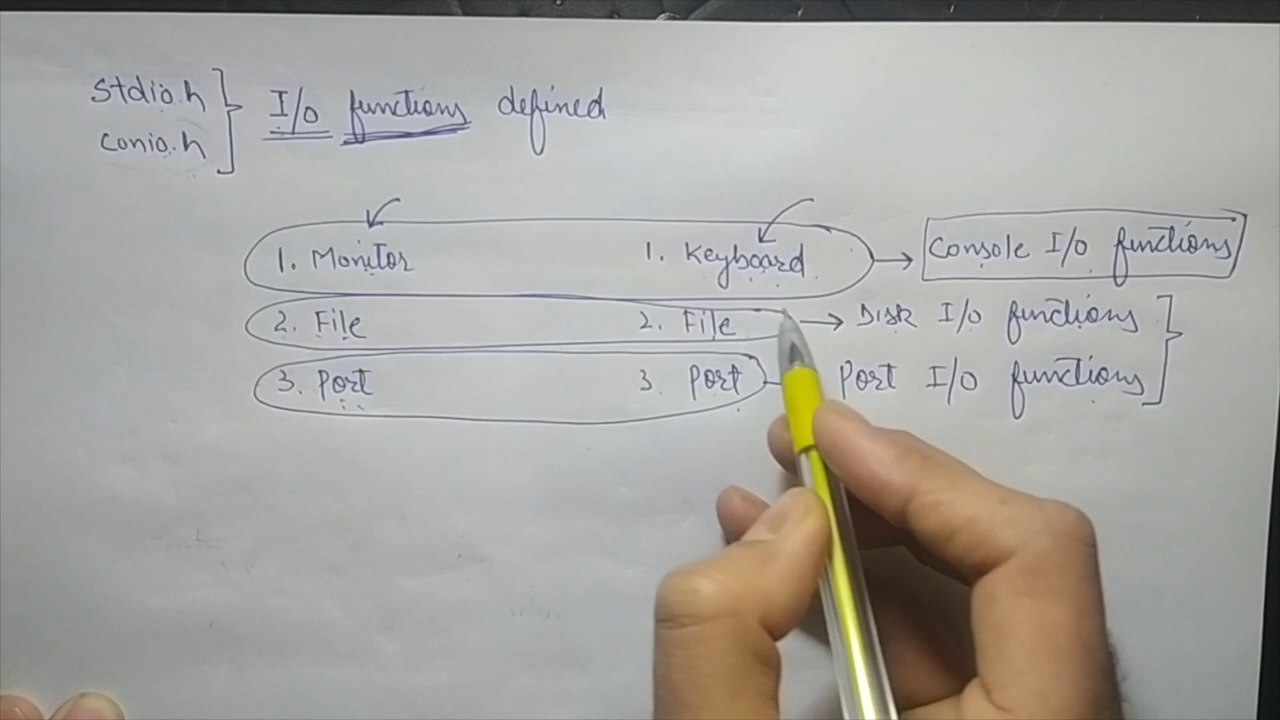 stdio.h
conio.h
I/O functions defined
1. Monitor 1. Keyboard → Console I/O functions
2. File 2. File → Disk I/O functions
3. Port 3. Port Port I/O functions